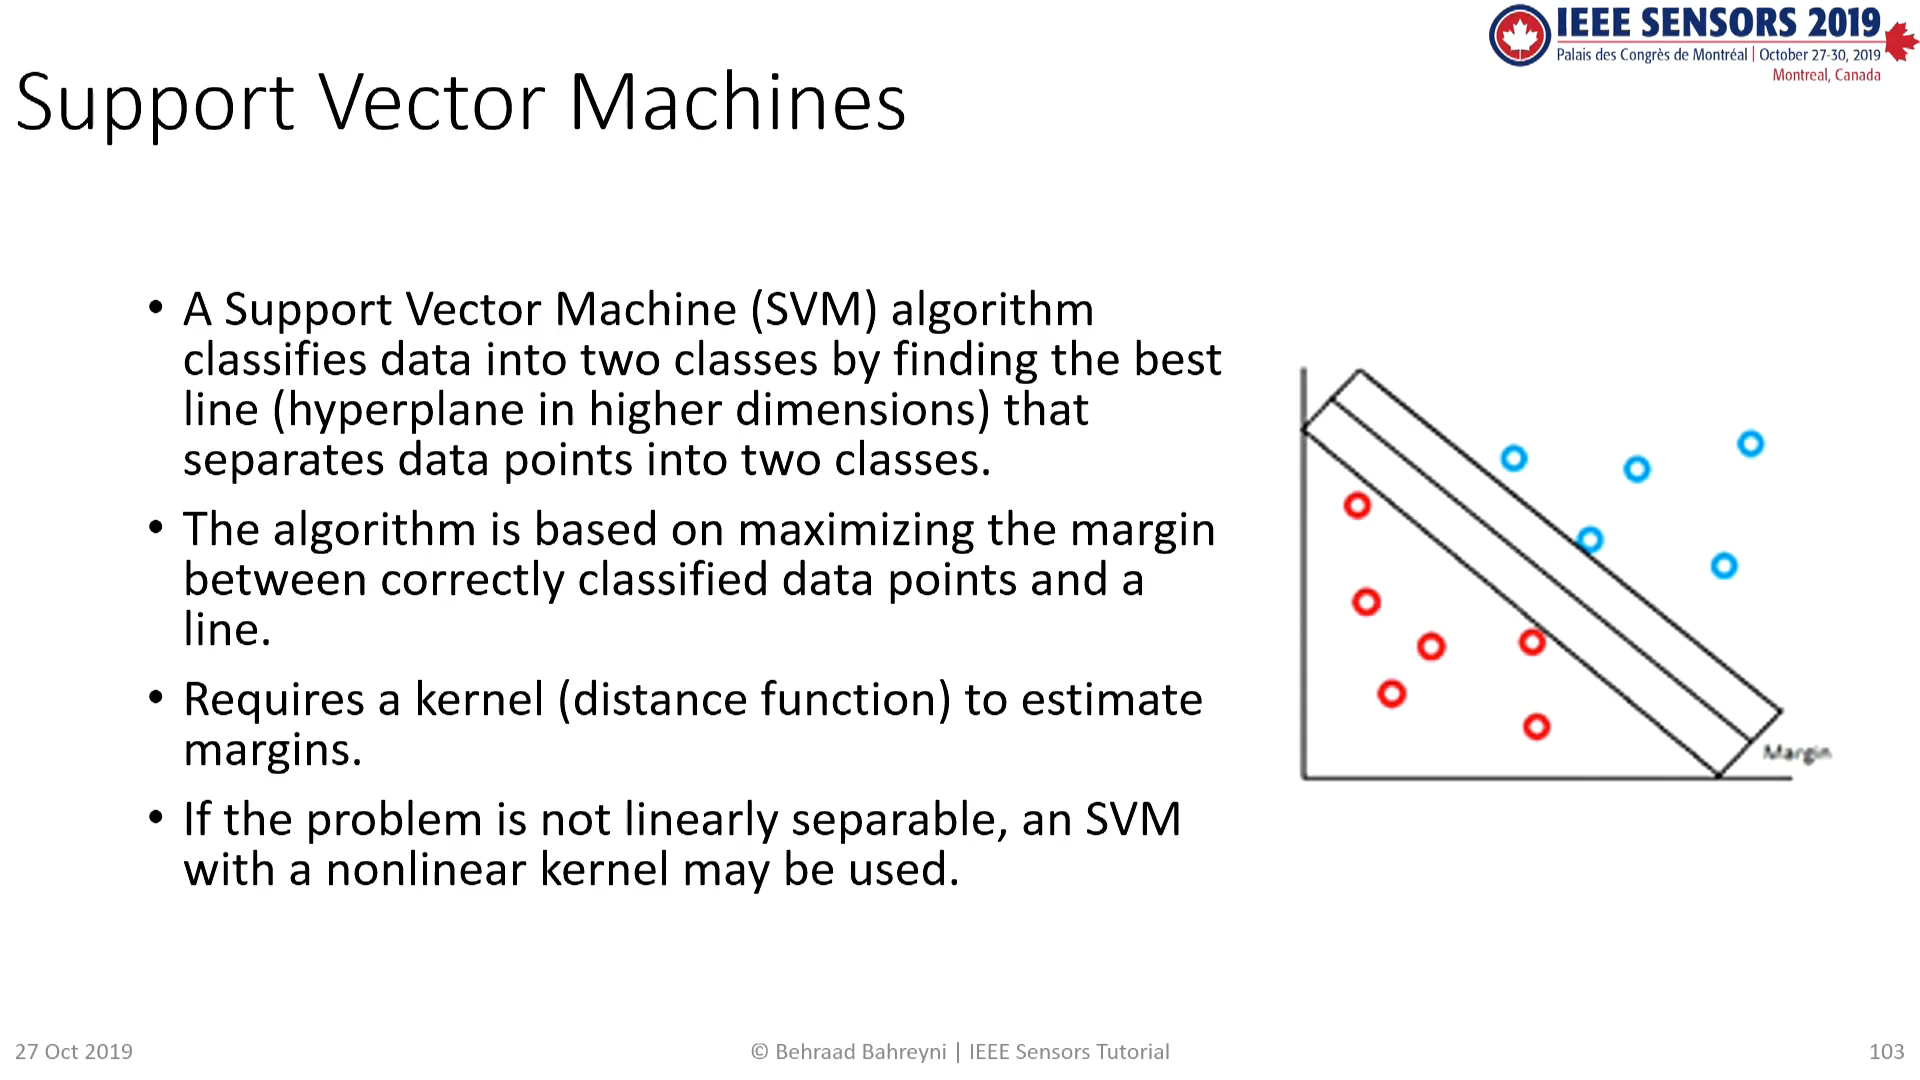 IEEE SENSORS 2019
Palais des Congrès de Montréal | October 27-30, 2019
Montreal, Canada
Support Vector Machines
• A Support Vector Machine (SVM) algorithm
classifies data into two classes by finding the best
line (hyperplane in higher dimensions) that
separates data points into two classes.
• The algorithm is based on maximizing the margin
between correctly classified data points and a
line.
• Requires a kernel (distance function) to estimate
margins.
• If the problem is not linearly separable, an SVM
with a nonlinear kernel may be used.
Margin
27 Oct 2019
© Behraad Bahreyni | IEEE Sensors Tutorial
103